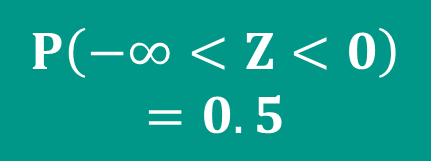 P(−∞ < Z < 0)
= 0.5